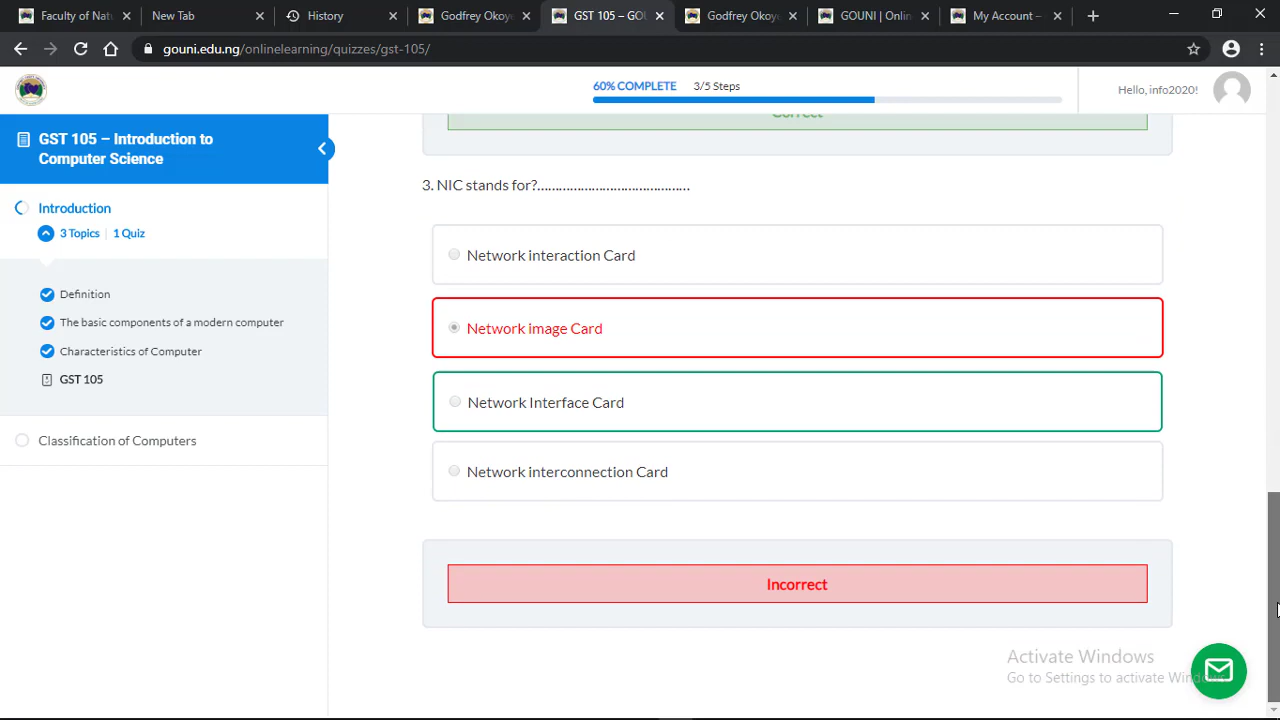 Faculty of Nat
New Tab
History
Godfrey Okoye
GST 105 – GOU
Godfrey Okoye
GOUNI | Onlin
My Account –
gouni.edu.ng/onlinelearning/quizzes/gst-105/
60% COMPLETE 3/5 Steps
Hello, info2020!
GST 105 – Introduction to
Computer Science
Correct
Introduction
3 Topics | 1 Quiz
Definition
The basic components of a modern computer
Characteristics of Computer
GST 105
Classification of Computers
3. NIC stands for?.........................................
Network interaction Card
Network image Card
Network Interface Card
Network interconnection Card
Incorrect
Activate Windows
Go to Settings to activate Windows.